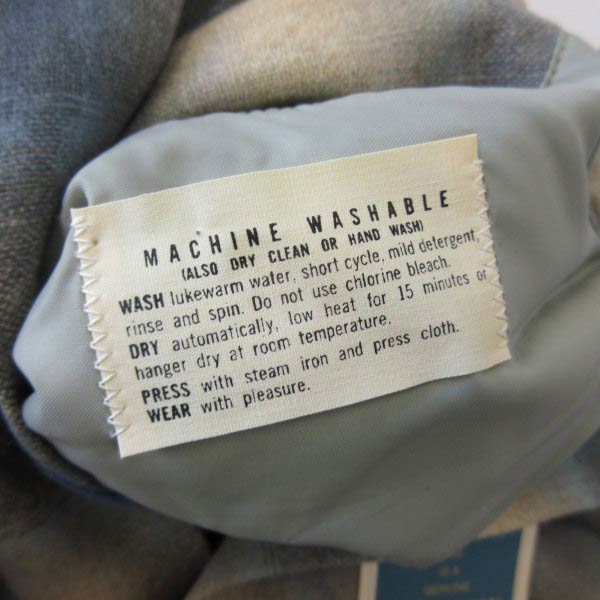 MACHINE WASHABLE
(ALSO DRY CLEAN OR HAND WASH)
WASH lukewarm water, short cycle, mild detergent,
rinse and spin. Do not use chlorine bleach.
DRY automatically, low heat for 15 minutes or
hanger dry at room temperature.
PRESS with steam iron and press cloth.
WEAR with pleasure.